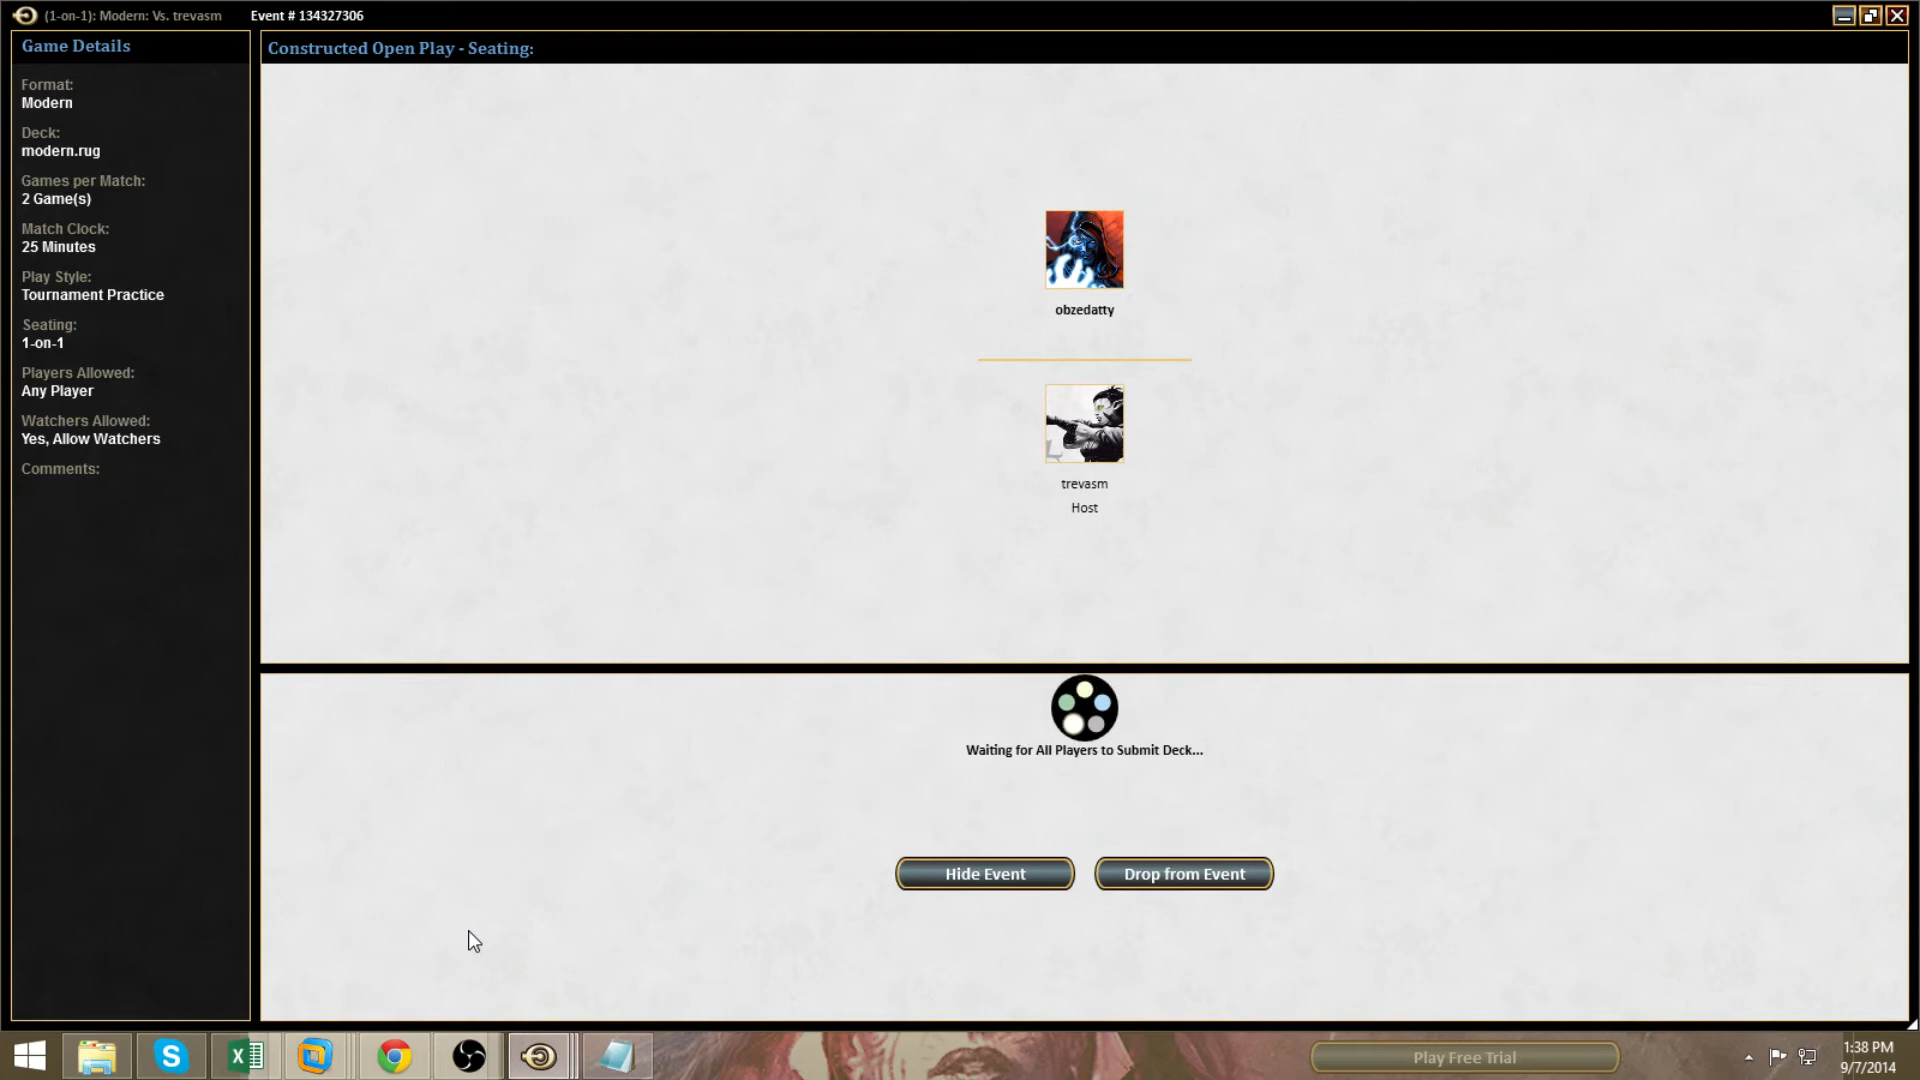 (1-on-1): Modern: Vs. trevasm Event # 134327306
Game Details
Format:
Modern
Deck:
modern.rug
Games per Match:
2 Game(s)
Match Clock:
25 Minutes
Play Style:
Tournament Practice
Seating:
1-on-1
Players Allowed:
Any Player
Watchers Allowed:
Yes, Allow Watchers
Comments:
Constructed Open Play - Seating:
obzedatty
trevasm
Host
Waiting for All Players to Submit Deck...
Hide Event
Drop from Event
Play Free Trial
1:38 PM
9/7/2014